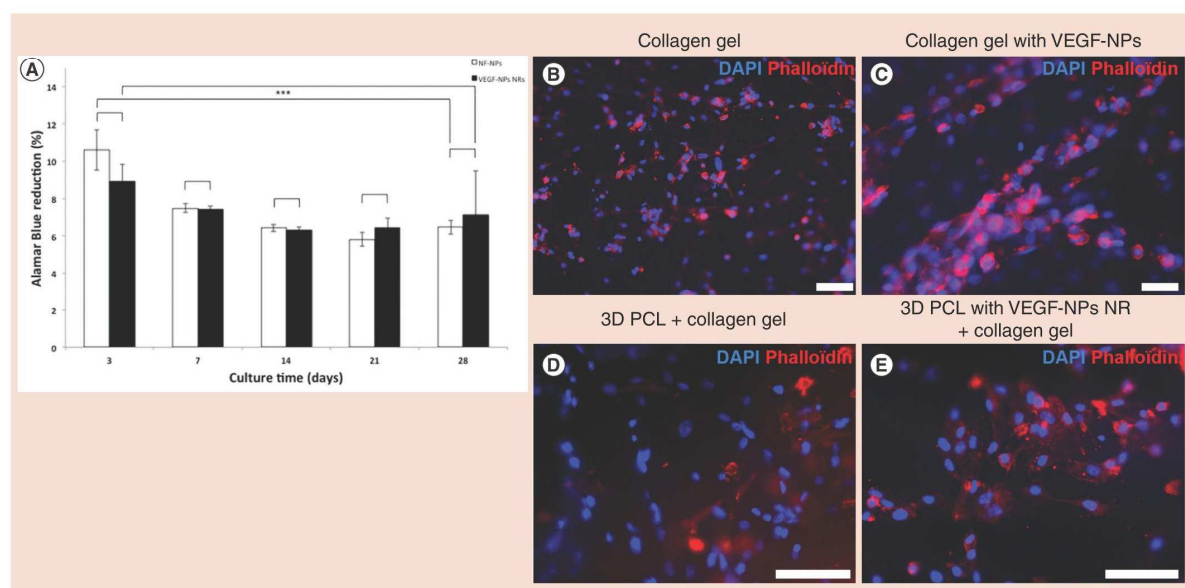 A
NF-NPs
VEGF-NPs NRs
***
Alamar Blue reduction (%)
14
12
10
8
6
4
2
0
3 7 14 21 28
Culture time (days)
Collagen gel
B
DAPI Phalloïdin
Collagen gel with VEGF-NPs
C
DAPI Phalloïdin
3D PCL + collagen gel
D
DAPI Phalloïdin
3D PCL with VEGF-NPs NR
+ collagen gel
E
DAPI Phalloïdin